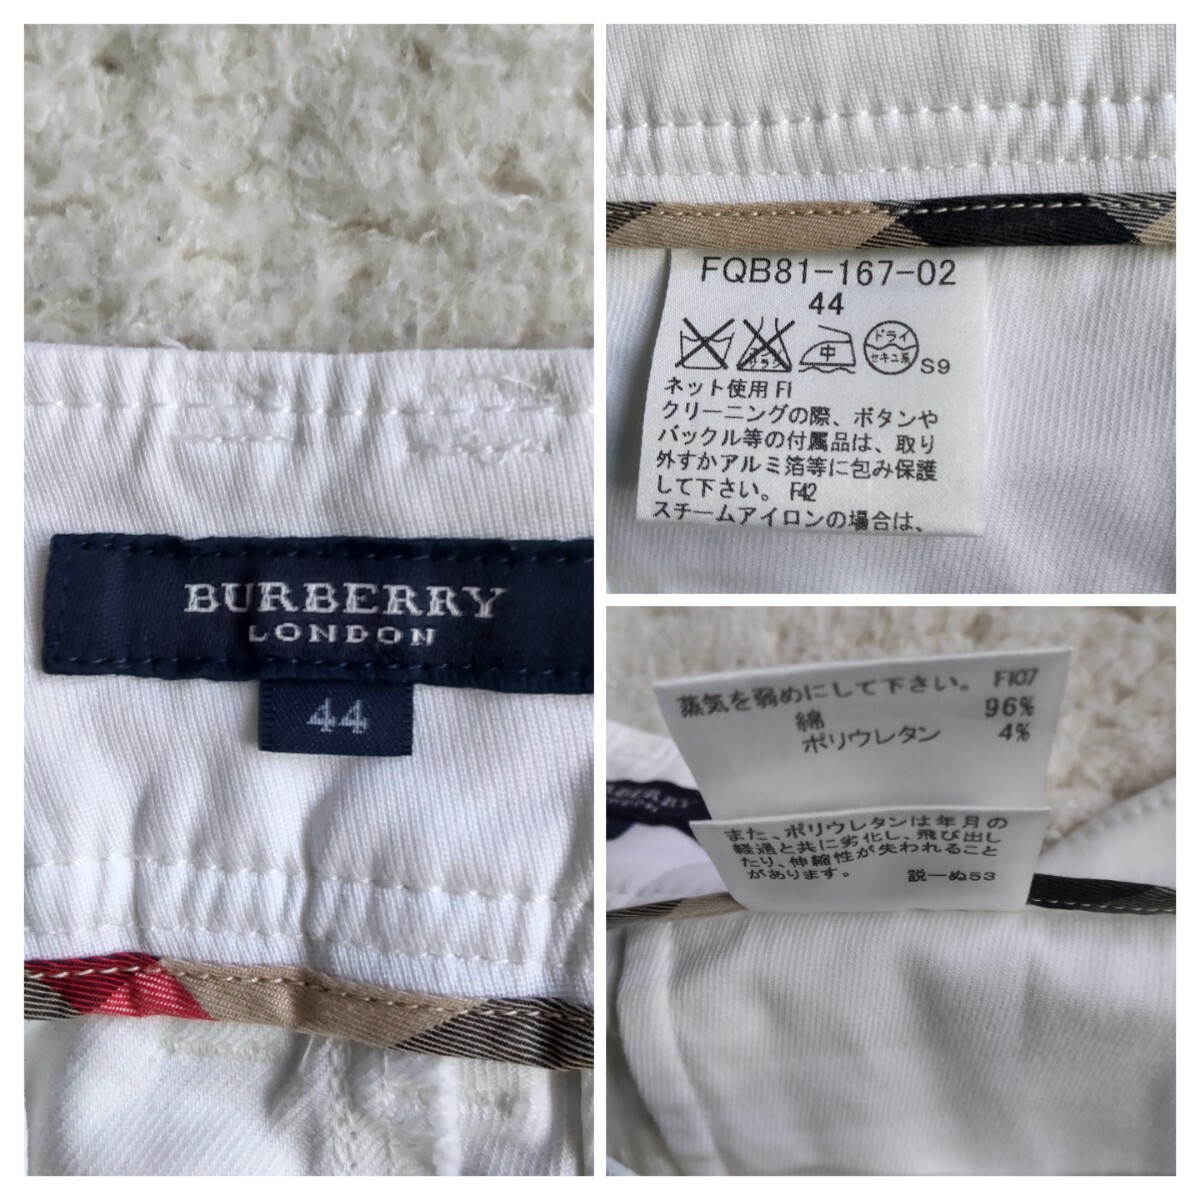 BURBERRY
LONDON
44
FQB81-167-02
44
中
ドライ
セキユ系
S9
ネット使用 F1
クリーニングの際、ボタンや
バックル等の付属品は、取り
外すかアルミ箔等に包み保護
して下さい。 F42
スチームアイロンの場合は、
蒸気を弱めにして下さい。 F107
綿 96%
ポリウレタン 4%
また、ポリウレタンは年月の
経過と共に劣化し、飛び出し
たり、伸縮性が失われること
があります。 説ーぬ53
BURBERRY
LONDON